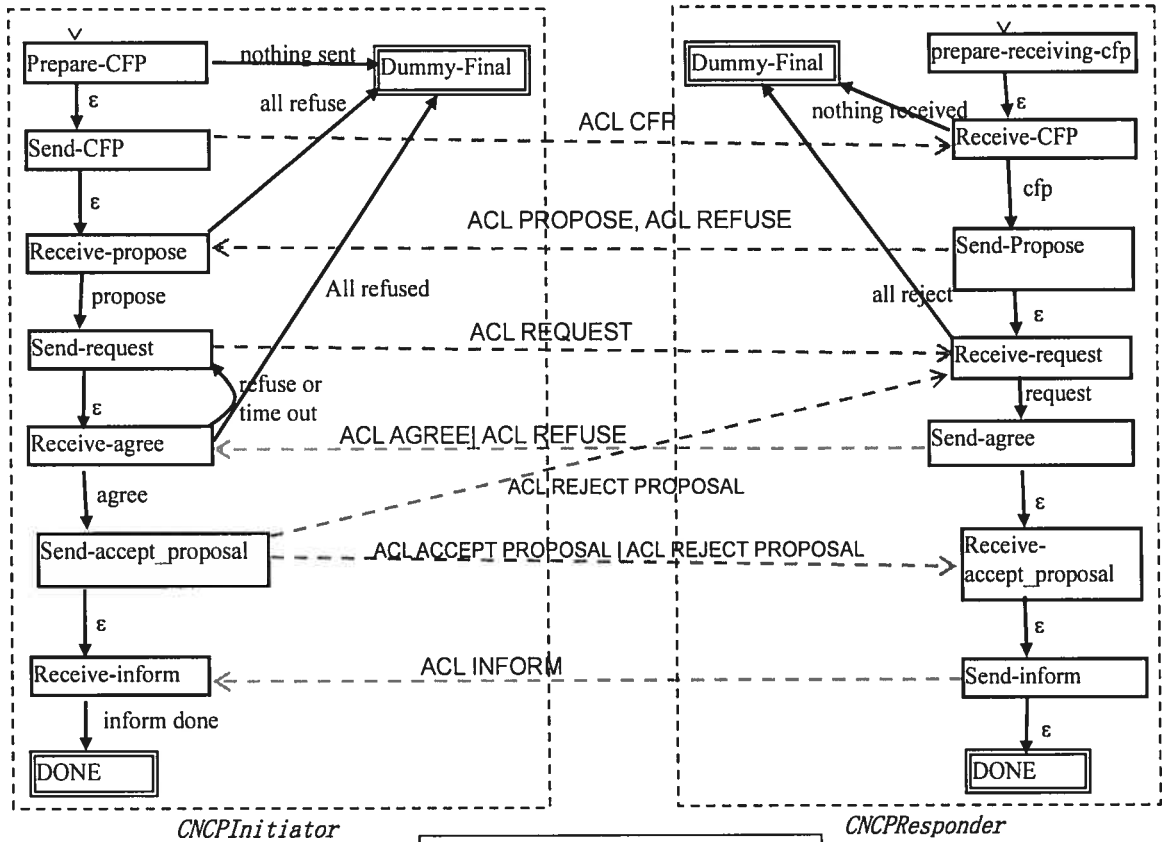 Prepare-CFP
nothing sent
Dummy-Final
ε
all refuse
Send-CFP
ε
Receive-propose
propose
All refused
Send-request
refuse or
time out
ε
Receive-agree
agree
Send-accept_proposal
ε
Receive-inform
inform done
DONE
CNCPInitiator
ACL CFP
ACL PROPOSE, ACL REFUSE
ACL REQUEST
ACL AGREE| ACL REFUSE
ACL REJECT PROPOSAL
ACL ACCEPT PROPOSAL | ACL REJECT PROPOSAL
ACL INFORM
Dummy-Final
prepare-receiving-cfp
ε
nothing received
Receive-CFP
cfp
Send-Propose
all reject
ε
Receive-request
request
Send-agree
ε
Receive-
accept_proposal
ε
Send-inform
ε
DONE
CNCPResponder